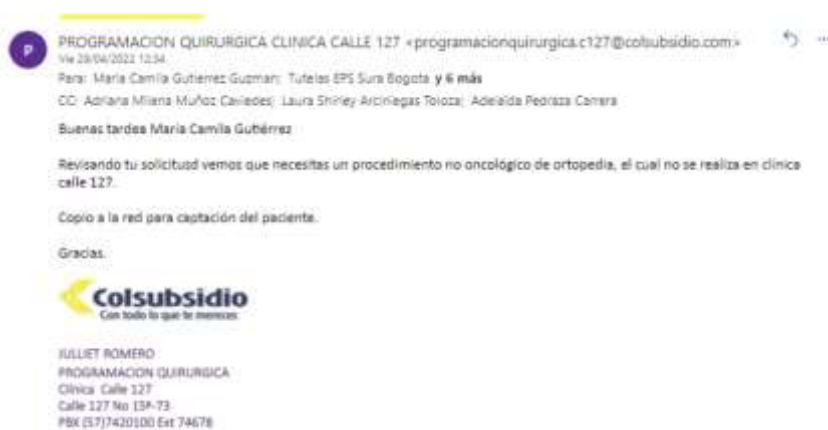 P
PROGRAMACION QUIRURGICA CLINICA CALLE 127 <programacionquirurgica.c127@colsubsidio.com>
Vie 29/04/2022 12:34
Para: Maria Camila Gutierrez Guzman; Tutelas EPS Sura Bogota y 6 más
CC: Adriana Milena Muñoz Caviedes; Laura Shirley Arciniegas Toloza; Adelaida Pedraza Carrera
Buenas tardes Maria Camila Gutiérrez
Revisando tu solicitusd vemos que necesitas un procedimiento no oncológico de ortopedia, el cual no se realiza en clinica
calle 127.
Copio a la red para captación del paciente.
Gracias.
Colsubsidio
Con todo lo que te mereces
JULLIET ROMERO
PROGRAMACION QUIRURGICA
Clinica Calle 127
Calle 127 No 15P-73
PBX (57)7420100 Ext 74678